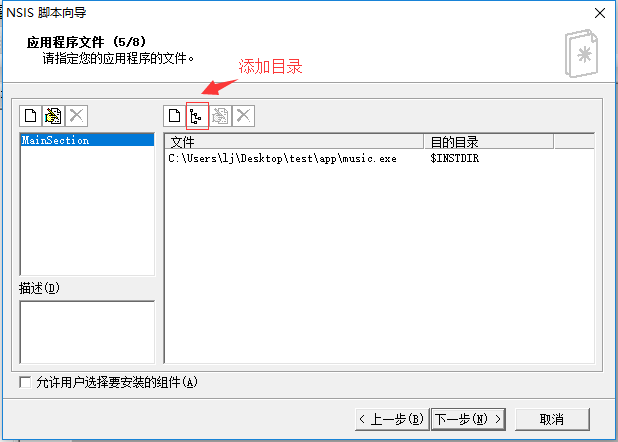 NSIS 脚本向导
应用程序文件 (5/8)
请指定您的应用程序的文件。
添加目录
MainSection
文件 目的目录
C:\Users\lj\Desktop\test\app\music.exe $INSTDIR
描述(D)
允许用户选择要安装的组件(A)
< 上一步(B) 下一步(N) > 取消